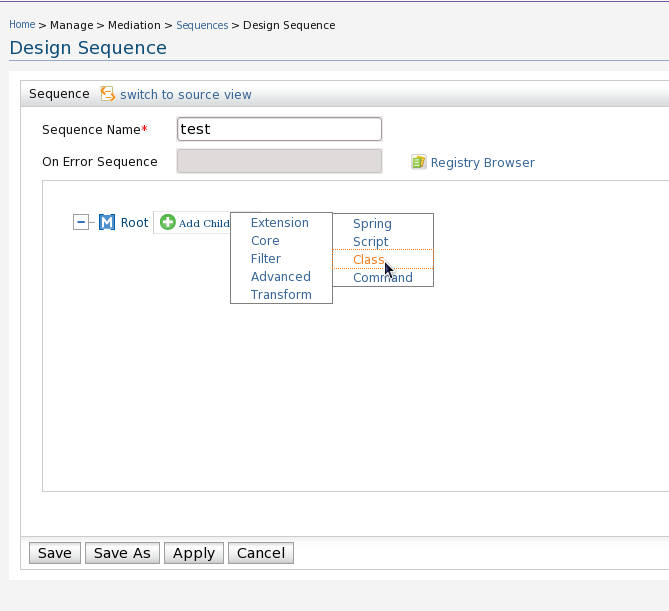 Home > Manage > Mediation > Sequences > Design Sequence
Design Sequence
Sequence switch to source view
Sequence Name* test
On Error Sequence Registry Browser
Root Add Child Extension Spring
Core Script
Filter Class
Advanced Command
Transform
Save Save As Apply Cancel